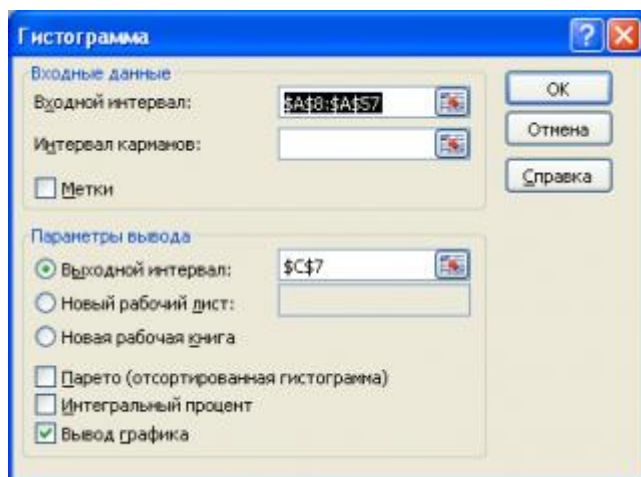 Гистограмма
Входные данные
Входной интервал: $A$8:$A$57
Интервал карманов:
Метки
OK
Отмена
Справка
Параметры вывода
Выходной интервал: $C$7
Новый рабочий лист:
Новая рабочая книга
Парето (отсортированная гистограмма)
Интегральный процент
Вывод графика